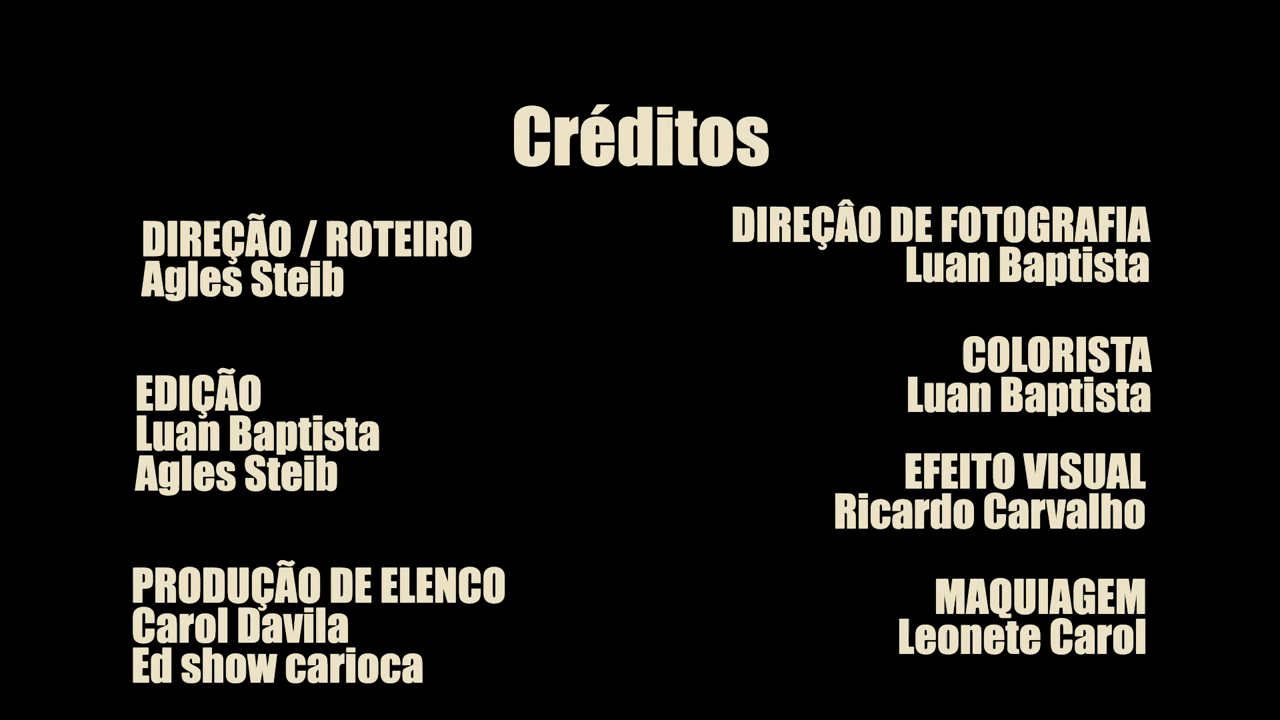 Créditos
DIREÇÃO / ROTEIRO
Agles Steib
EDIÇÃO
Luan Baptista
Agles Steib
PRODUÇÃO DE ELENCO
Carol Davila
Ed show carioca
DIREÇÂO DE FOTOGRAFIA
Luan Baptista
COLORISTA
Luan Baptista
EFEITO VISUAL
Ricardo Carvalho
MAQUIAGEM
Leonete Carol